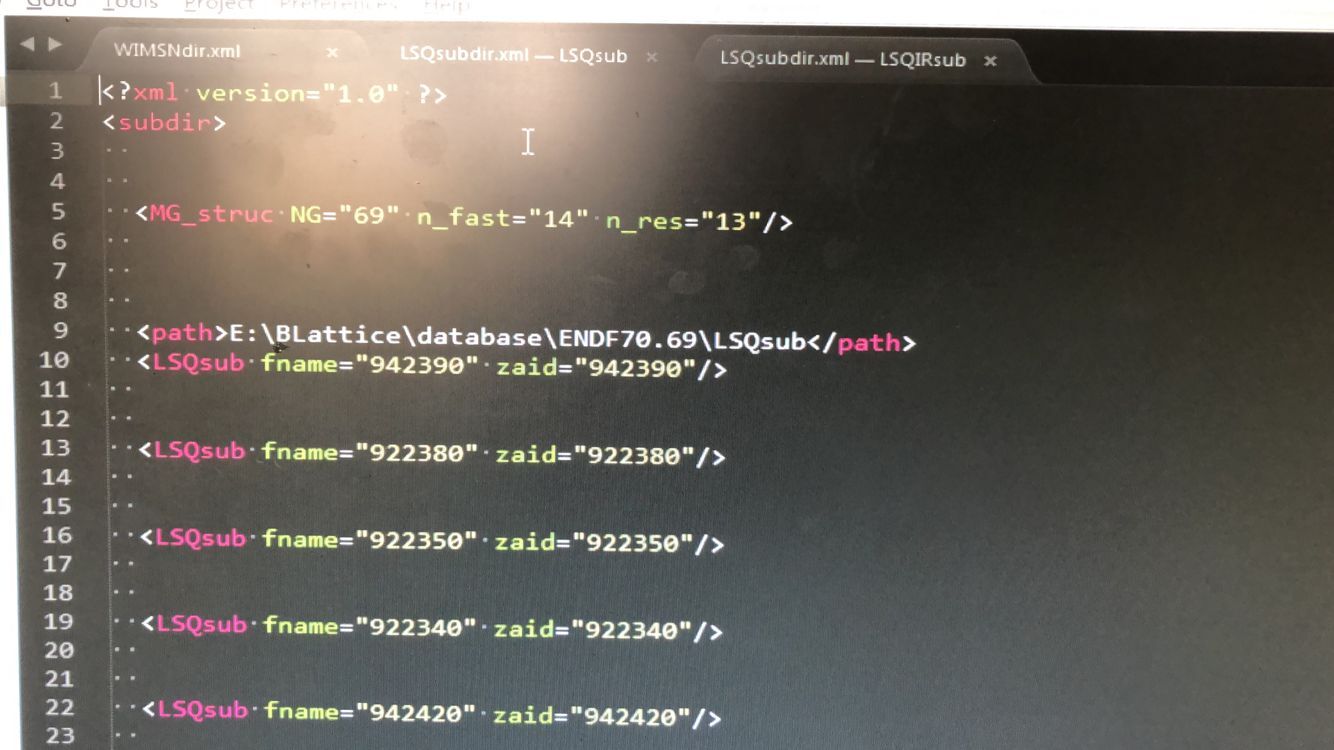 Goto Tools Project Preferences Help
WIMSNdir.xml × LSQsubdir.xml — LSQsub × LSQsubdir.xml — LSQIRsub ×
1 <?xml version="1.0" ?>
2 <subdir>
3
4
5 <MG_struc NG="69" n_fast="14" n_res="13"/>
6
7
8
9 <path>E:\BLattice\database\ENDF70.69\LSQsub</path>
10 <LSQsub fname="942390" zaid="942390"/>
11
12
13 <LSQsub fname="922380" zaid="922380"/>
14
15
16 <LSQsub fname="922350" zaid="922350"/>
17
18
19 <LSQsub fname="922340" zaid="922340"/>
20
21
22 <LSQsub fname="942420" zaid="942420"/>
23